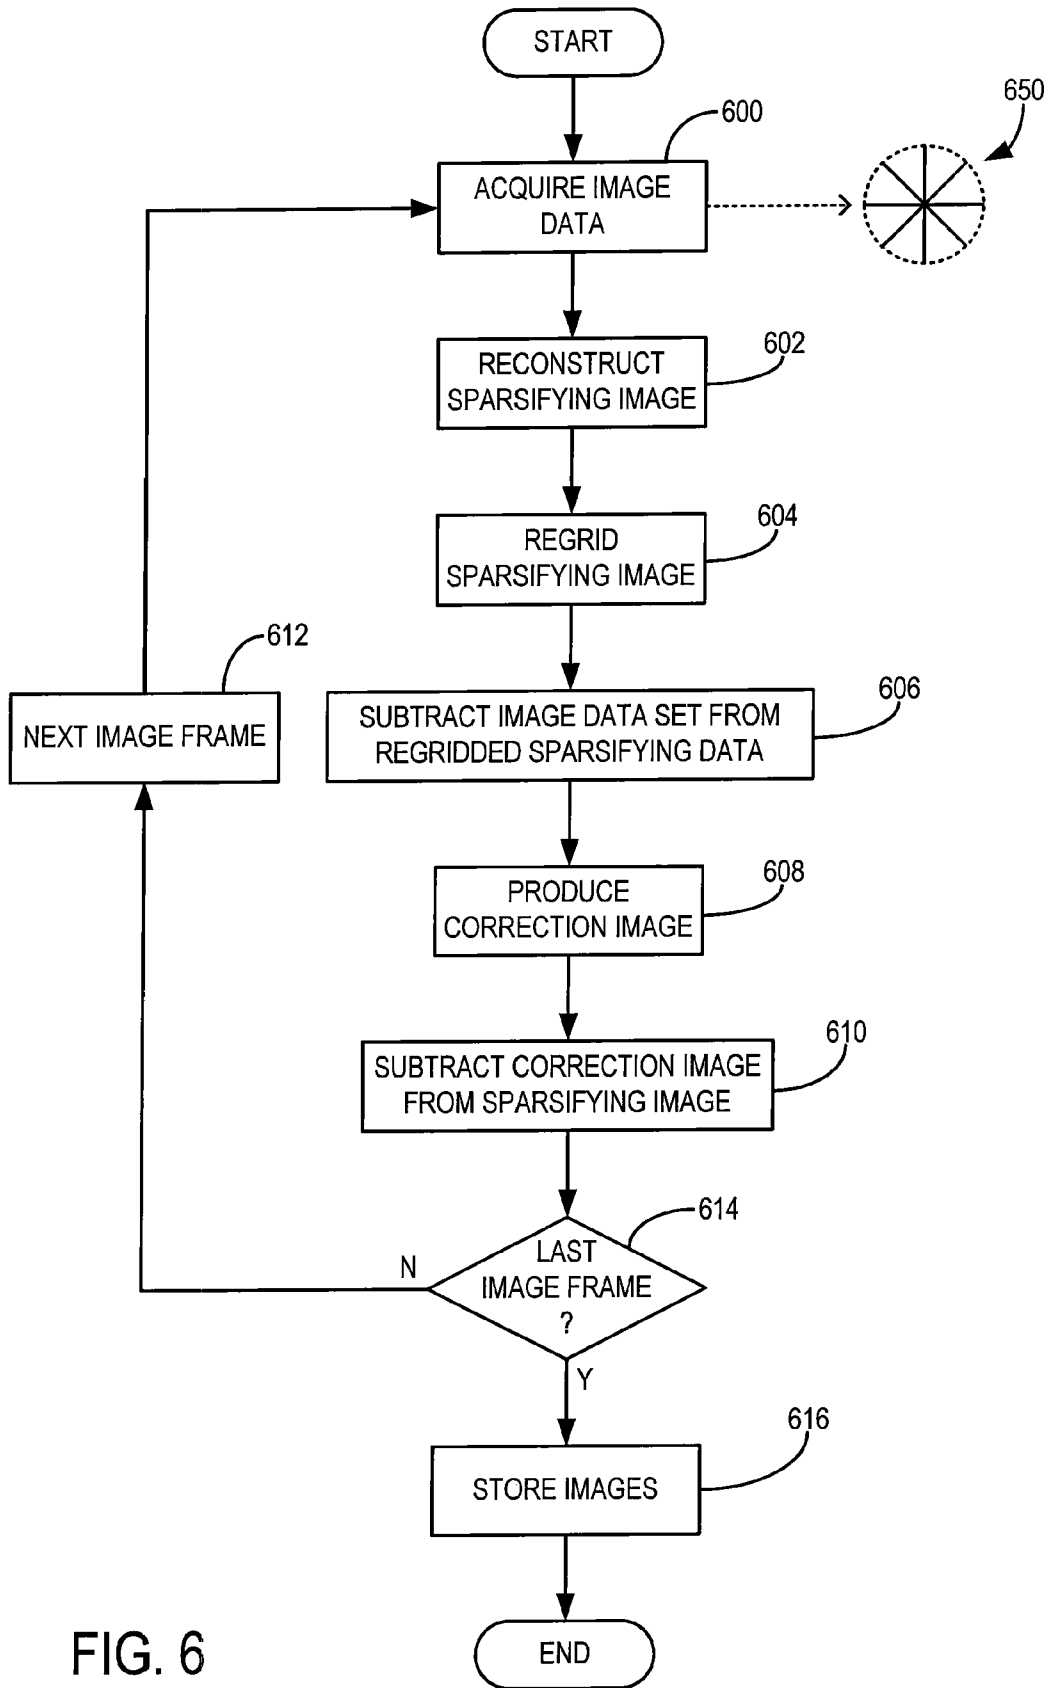 START
600
650
ACQUIRE IMAGE
DATA
602
RECONSTRUCT
SPARSIFYING IMAGE
604
REGRID
SPARSIFYING IMAGE
612
NEXT IMAGE FRAME
606
SUBTRACT IMAGE DATA SET FROM
REGRIDDED SPARSIFYING DATA
608
PRODUCE
CORRECTION IMAGE
610
SUBTRACT CORRECTION IMAGE
FROM SPARSIFYING IMAGE
614
LAST
IMAGE FRAME
?
N
Y
616
STORE IMAGES
END
FIG. 6